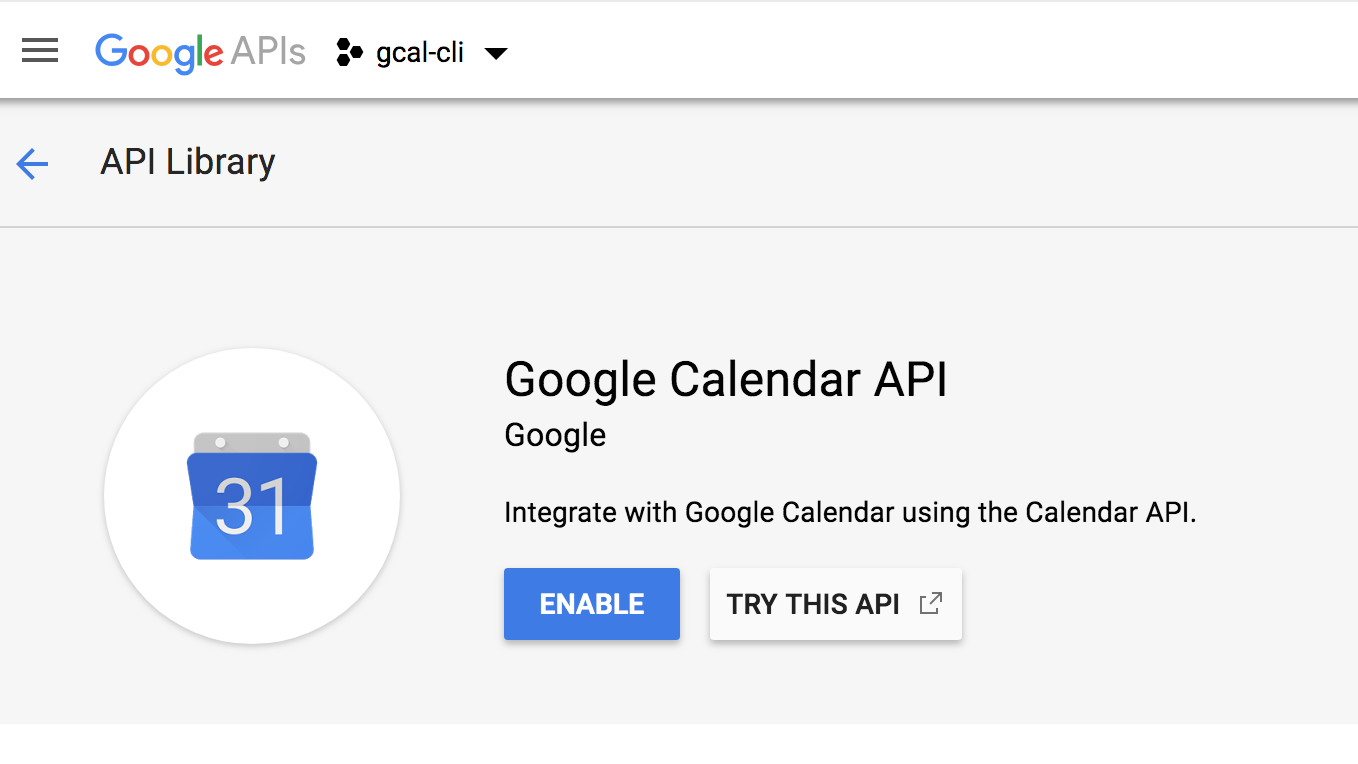 Google APIs gcal-cli
API Library
31
Google Calendar API
Google
Integrate with Google Calendar using the Calendar API.
ENABLE TRY THIS API